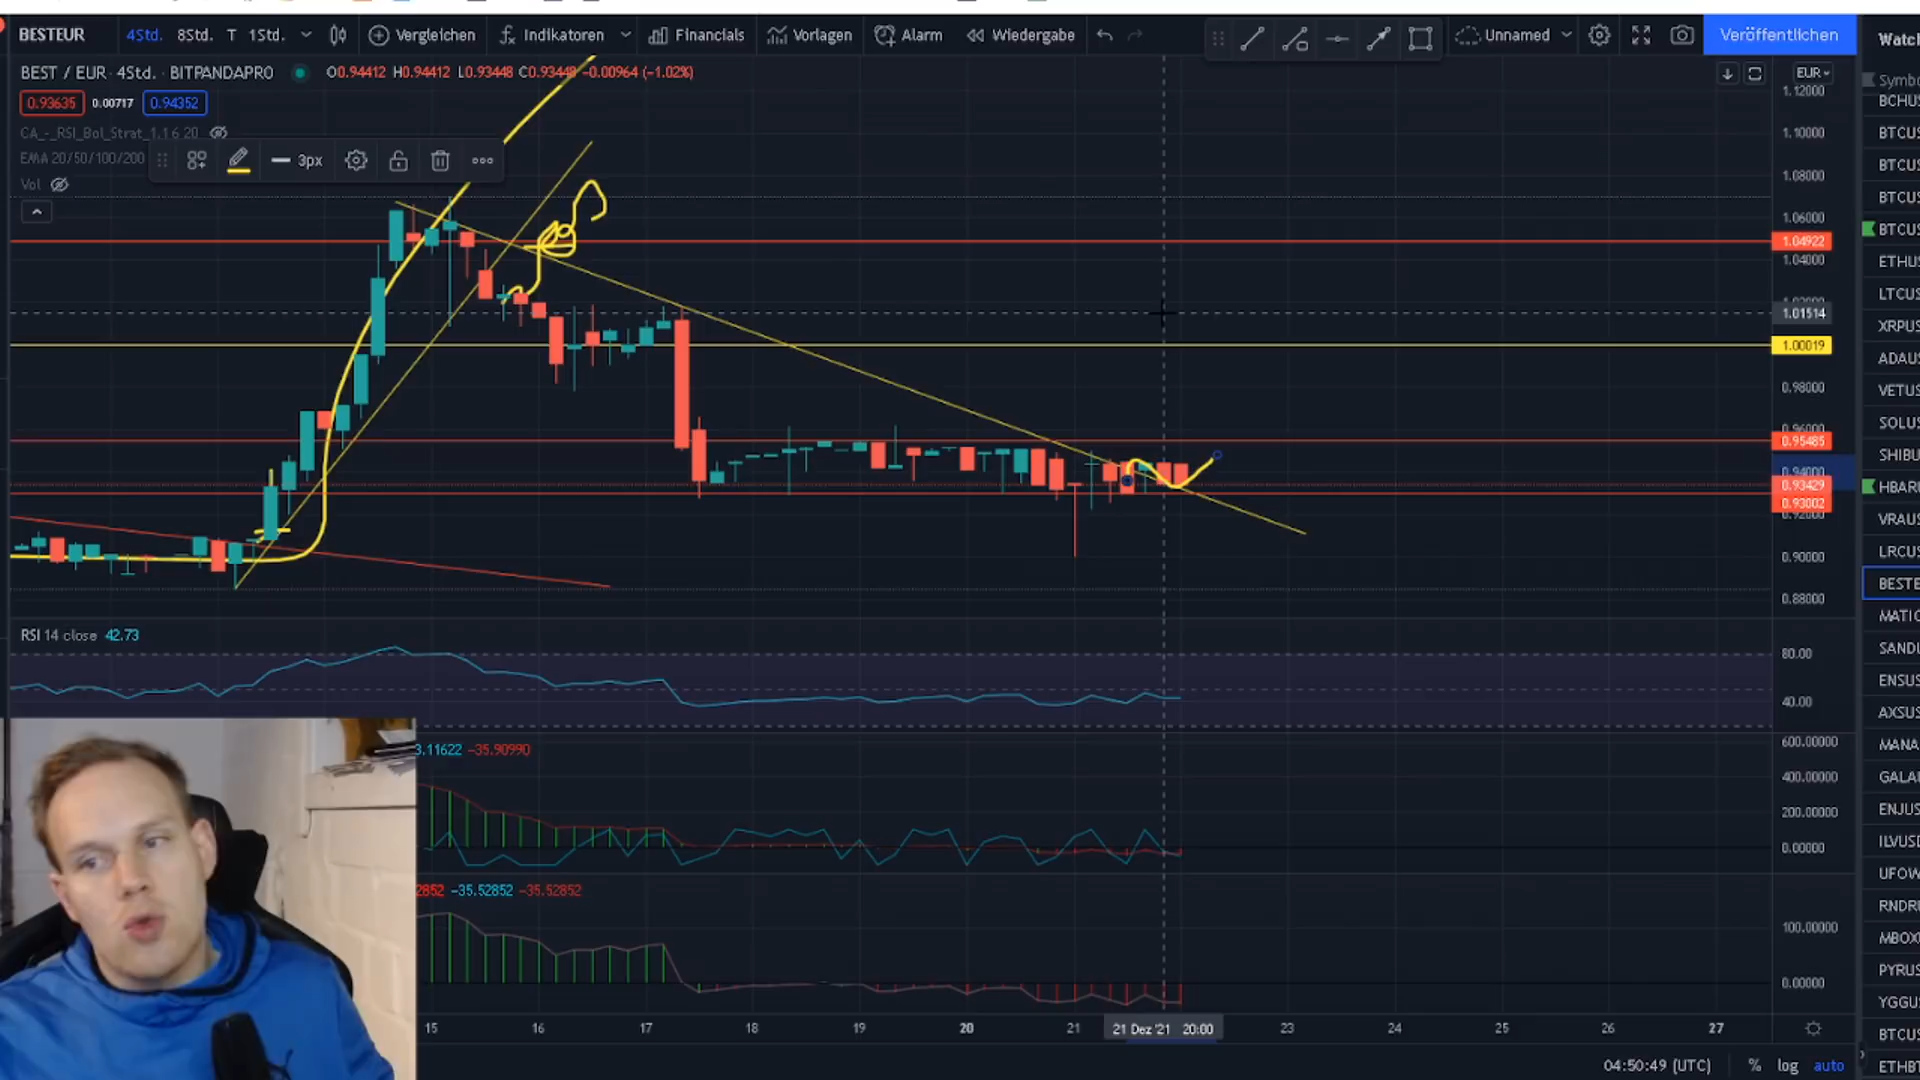 BESTEUR 4Std. 8Std. T 1Std. Vergleichen Indikatoren Financials Vorlagen Alarm Wiedergabe Unnamed Veröffentlichen
BEST / EUR · 4Std. · BITPANDAPRO O0.94412 H0.94412 L0.93448 C0.93448 −0.00964 (−1.02%)
EUR
0.93635 0.00717 0.94352
CA_-_RSI_Bol_Strat_1.1 6 20
EMA 20/50/100/200
3px
Vol
1.12000
1.10000
1.08000
1.06000
1.04922
1.04000
1.01514
1.00019
0.98000
0.96000
0.95485
0.94000
0.93429
0.93002
0.92000
0.90000
0.88000
RSI 14 close 42.73
80.00
40.00
3.11622 −35.90990
600.00000
400.00000
200.00000
0.00000
2852 −35.52852 −35.52852
100.00000
0.00000
15 16 17 18 19 20 21 21 Dez '21 20:00 23 24 25 26 27
04:50:49 (UTC) % log auto
Watch
Symbo
BCHUS
BTCUS
BTCUS
BTCUS
BTCUS
ETHUS
LTCUS
XRPUS
ADAUS
VETUS
SOLUS
SHIBU
HBARU
VRAUS
LRCUS
BESTE
MATIC
SANDU
ENSUS
AXSUS
MANA
GALA
ENJUS
ILVUSD
UFOW
RNDRU
MBOX
PYRUS
YGGU
BTCUS
ETHBT